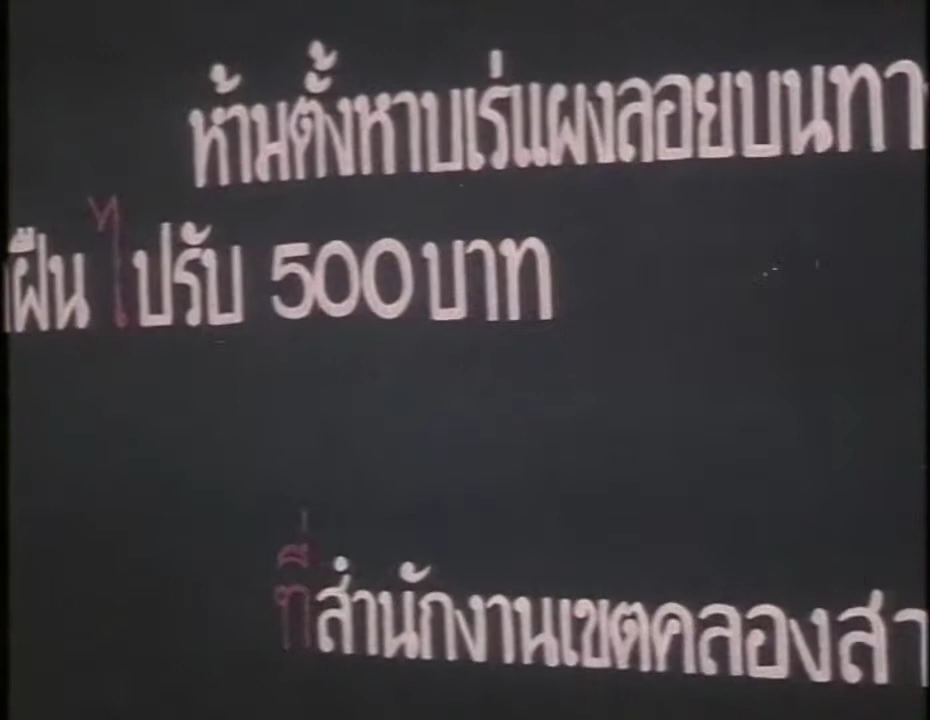 ห้ามตั้งหาบเร่แผงลอยบนทา
ฝืน ไปรับ 500 บาท
ที่สำนักงานเขตคลองสา